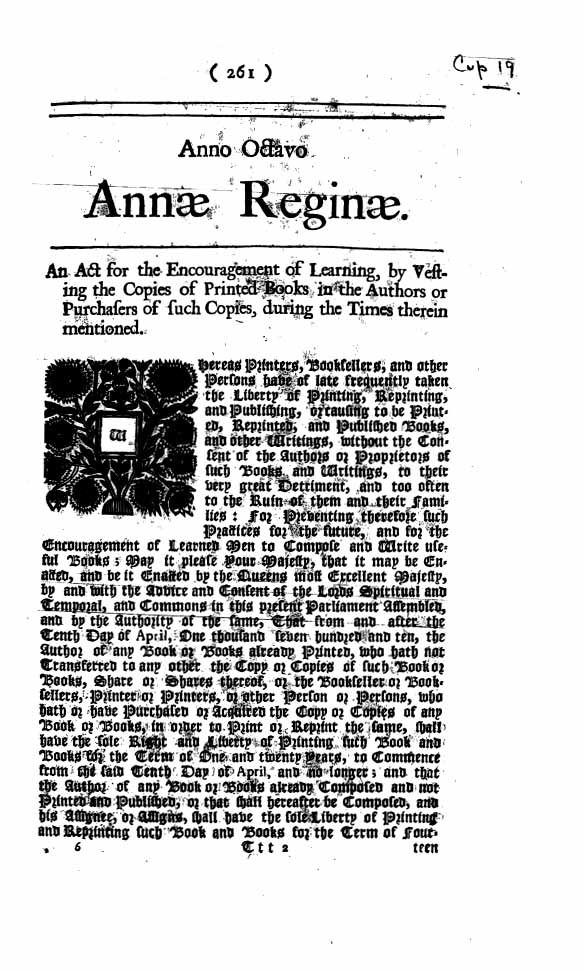 ( 261 )
Cup 19
Anno Octavo
Annæ Reginæ.
An Act for the Encouragement of Learning, by Veſt-
ing the Copies of Printed Books in the Authors or
Purchaſers of ſuch Copies, during the Times therein
mentioned.
Whereas Printers, Bookſellers, and other
Perſons have of late frequently taken
the Liberty of Printing, Reprinting,
and Publiſhing, or cauſing to be Print-
ed, Reprinted, and Publiſhed Books,
and other Writings, without the Con-
ſent of the Authors or Proprietors of
ſuch Books and Writings, to their
very great Detriment, and too often
to the Ruin of them and their Fami-
lies : For Preventing therefore ſuch
Practices for the future, and for the
Encouragement of Learned Men to Compoſe and Write uſe-
ful Books ; May it pleaſe Your Majeſty, that it may be En-
acted, and be it Enacted by the Queens moſt Excellent Majeſty,
by and with the Advice and Conſent of the Lords Spiritual and
Temporal, and Commons in this preſent Parliament Aſſembled,
and by the Authority of the ſame, That from and after the
Tenth Day of April, One thouſand ſeven hundred and ten, the
Author of any Book or Books already Printed, who hath not
Transferred to any other the Copy or Copies of ſuch Book or
Books, Share or Shares thereof, or the Bookſeller or Book-
ſellers, Printer or Printers, or other Perſon or Perſons, who
hath or have Purchaſed or Acquired the Copy or Copies of any
Book or Books, in order to Print or Reprint the ſame, ſhall
have the ſole Right and Liberty of Printing ſuch Book and
Books for the Term of One and twenty Years, to Commence
from the ſaid Tenth Day of April, and no longer ; and that
the Author of any Book or Books already Compoſed and not
Printed and Publiſhed, or that ſhall hereafter be Compoſed, and
his Aſſignee, or Aſſigns, ſhall have the ſole Liberty of Printing
and Reprinting ſuch Book and Books for the Term of Four-
6 Ttt 2 teen